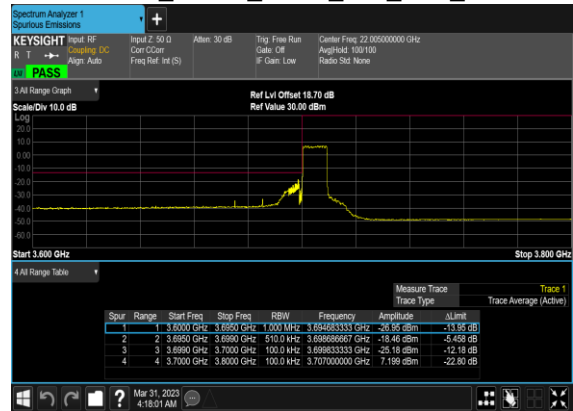 Spectrum Analyzer 1
Spurious Emissions
+
KEYSIGHT Input: RF Input Z: 50 Ω Atten: 30 dB Trig: Free Run Center Freq: 22.005000000 GHz
R T Coupling: DC Corr CCorr Gate: Off Avg|Hold: 100/100
Align: Auto Freq Ref: Int (S) IF Gain: Low Radio Std: None
PASS
3 All Range Graph Ref Lvl Offset 18.70 dB
Scale/Div 10.0 dB Ref Value 30.00 dBm
Log
20.0
10.0
0.00
-10.0
-20.0
-30.0
-40.0
-50.0
-60.0
Start 3.600 GHz Stop 3.800 GHz
4 All Range Table
Measure Trace Trace 1
Trace Type Trace Average (Active)
Spur Range Start Freq Stop Freq RBW Frequency Amplitude ΔLimit
1 1 3.6000 GHz 3.6950 GHz 1.000 MHz 3.694683333 GHz -26.95 dBm -13.95 dB
2 2 3.6950 GHz 3.6990 GHz 510.0 kHz 3.698686667 GHz -18.46 dBm -5.458 dB
3 3 3.6990 GHz 3.7000 GHz 100.0 kHz 3.699833333 GHz -25.18 dBm -12.18 dB
4 4 3.7000 GHz 3.8000 GHz 100.0 kHz 3.707000000 GHz 7.199 dBm -22.80 dB
? Mar 31, 2023
4:18:01 AM